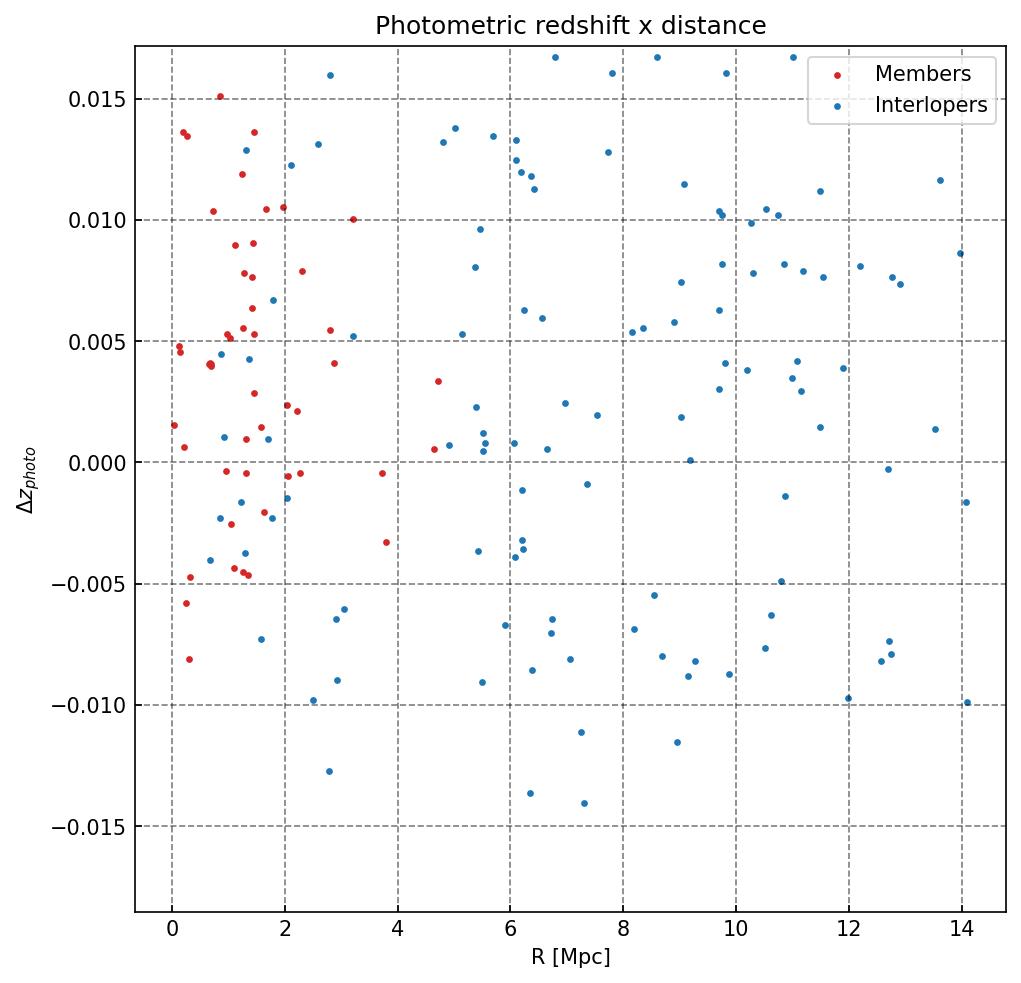 Photometric redshift x distance
Members
Interlopers
0.015
0.010
0.005
0.000
−0.005
−0.010
−0.015
Δz_photo
0 2 4 6 8 10 12 14
R [Mpc]